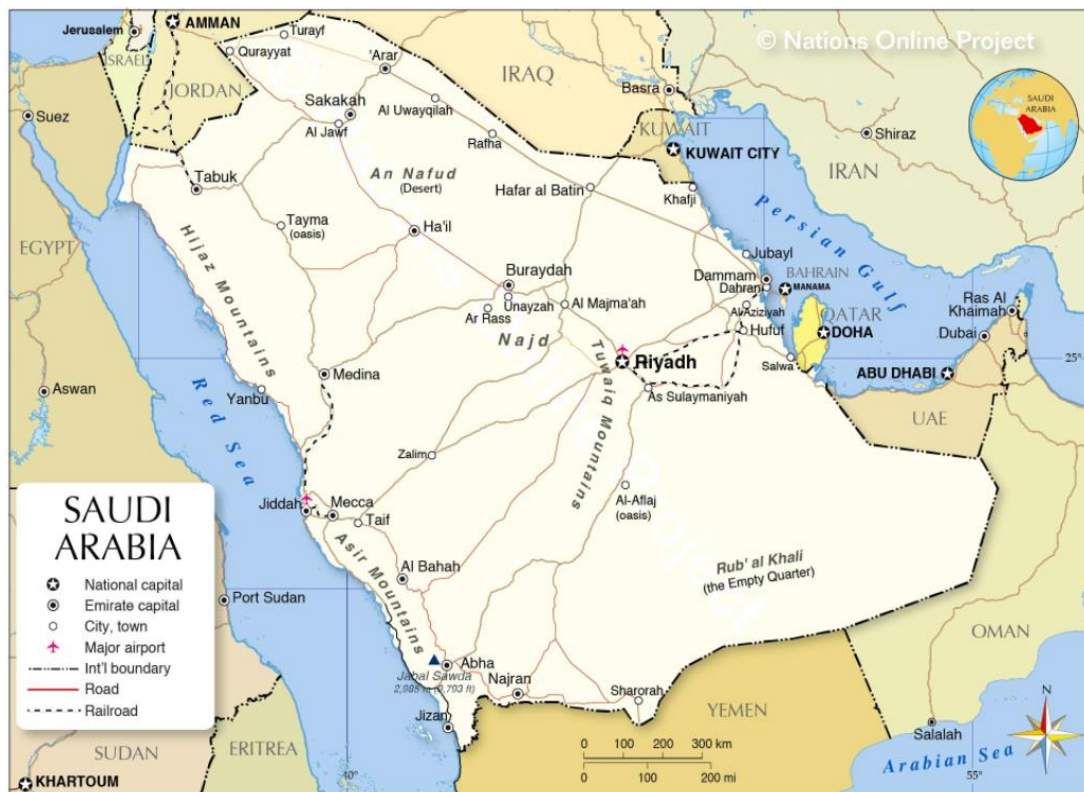 © Nations Online Project
Jerusalem
AMMAN
ISRAEL
JORDAN
Suez
EGYPT
Aswan
Turayf
Qurayyat
'Arar
Sakakah
Al Jawf
Al Uwayqilah
Rafha
IRAQ
Basra
KUWAIT
KUWAIT CITY
Shiraz
IRAN
SAUDI
ARABIA
Tabuk
An Nafud
(Desert)
Hafar al Batin
Khafji
Tayma
(oasis)
Ha'il
Hijaz Mountains
Persian Gulf
Jubayl
Dammam
Dahran
BAHRAIN
MANAMA
Buraydah
Unayzah
Ar Rass
Al Majma'ah
Najd
Al Aziziyah
Hufuf
QATAR
DOHA
Ras Al
Khaimah
Dubai
Salwa
ABU DHABI
UAE
25°
Riyadh
Tuwaiq Mountains
As Sulaymaniyah
Medina
Yanbu
Red Sea
Zalim
Al-Aflaj
(oasis)
Jiddah
Mecca
Taif
Asir Mountains
Al Bahah
Rub' al Khali
(the Empty Quarter)
OMAN
Abha
Jabal Sawda
Najran
Sharorah
Jizan
YEMEN
Salalah
Arabian Sea
N
Port Sudan
SUDAN
ERITREA
KHARTOUM
40°
55°
SAUDI
ARABIA
National capital
Emirate capital
City, town
Major airport
Int'l boundary
Road
Railroad
0 100 200 300 km
0 100 200 mi